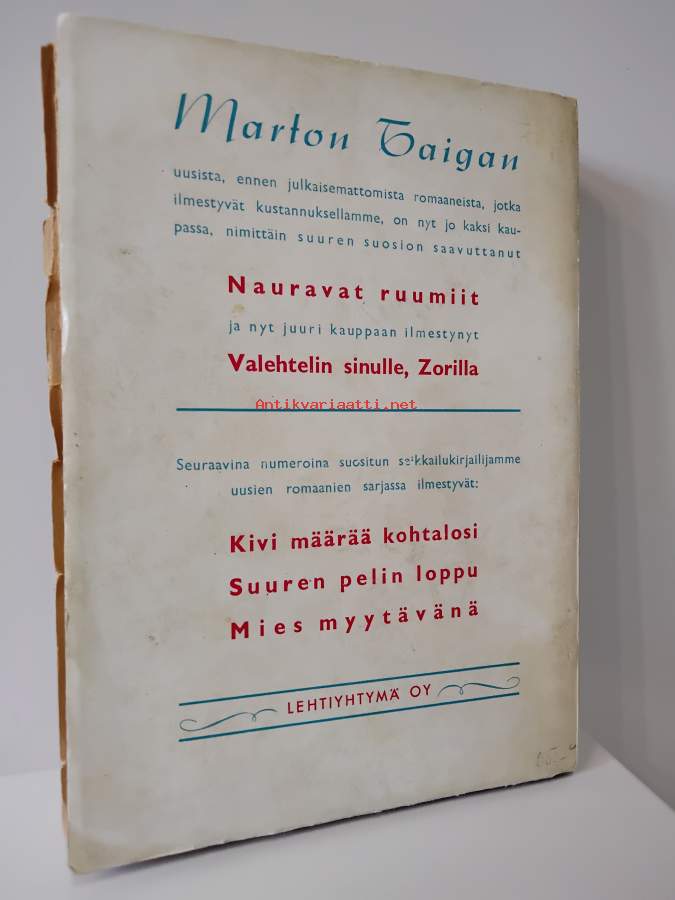 Marton Taigan
uusista, ennen julkaisemattomista romaaneista, jotka
ilmestyvät kustannuksellamme, on nyt jo kaksi kau-
passa, nimittäin suuren suosion saavuttanut
Nauravat ruumiit
ja nyt juuri kauppaan ilmestynyt
Valehtelin sinulle, Zorilla
Antikvariaatti.net
Seuraavina numeroina suositun seikkailukirjailijamme
uusien romaanien sarjassa ilmestyvät:
Kivi määrää kohtalosi
Suuren pelin loppu
Mies myytävänä
LEHTIYHTYMÄ OY